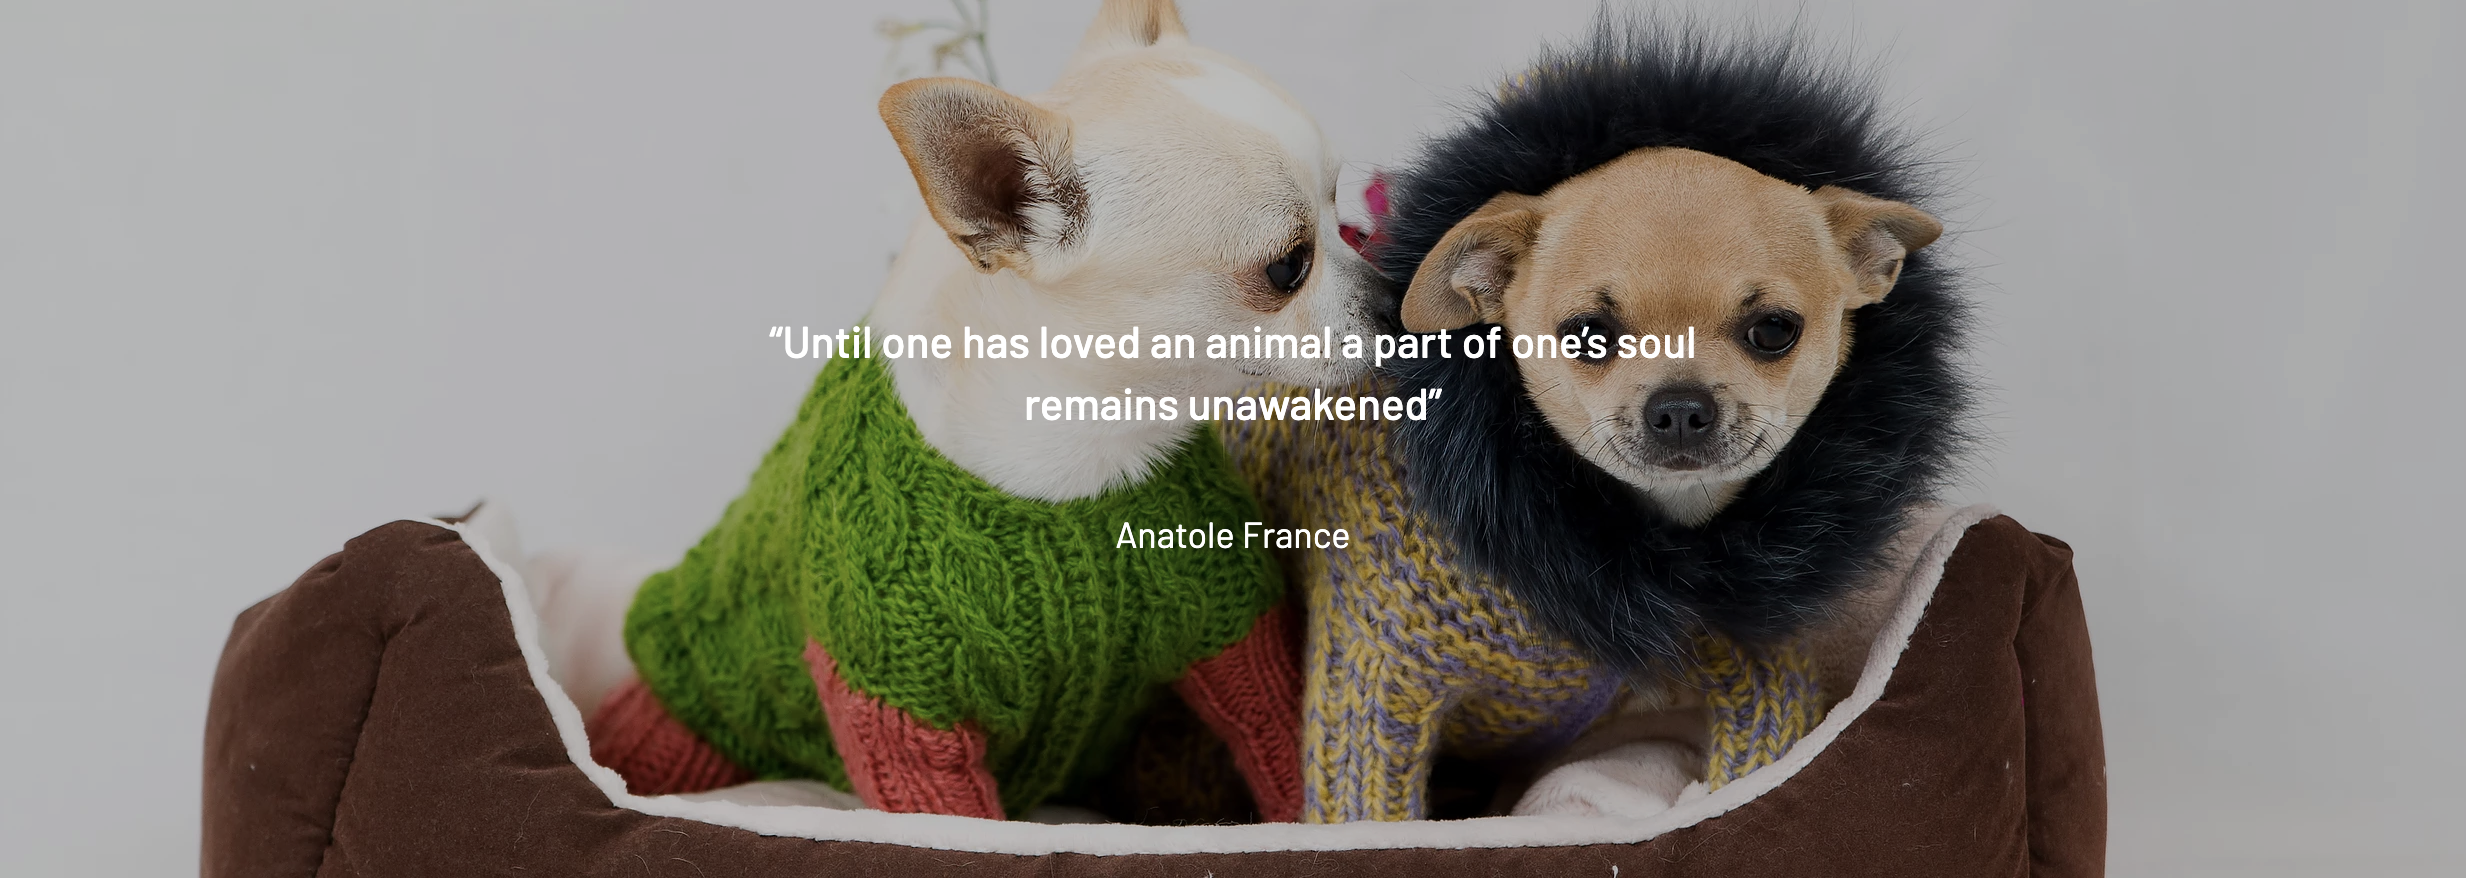 “Until one has loved an animal a part of one’s soul
remains unawakened”
Anatole France